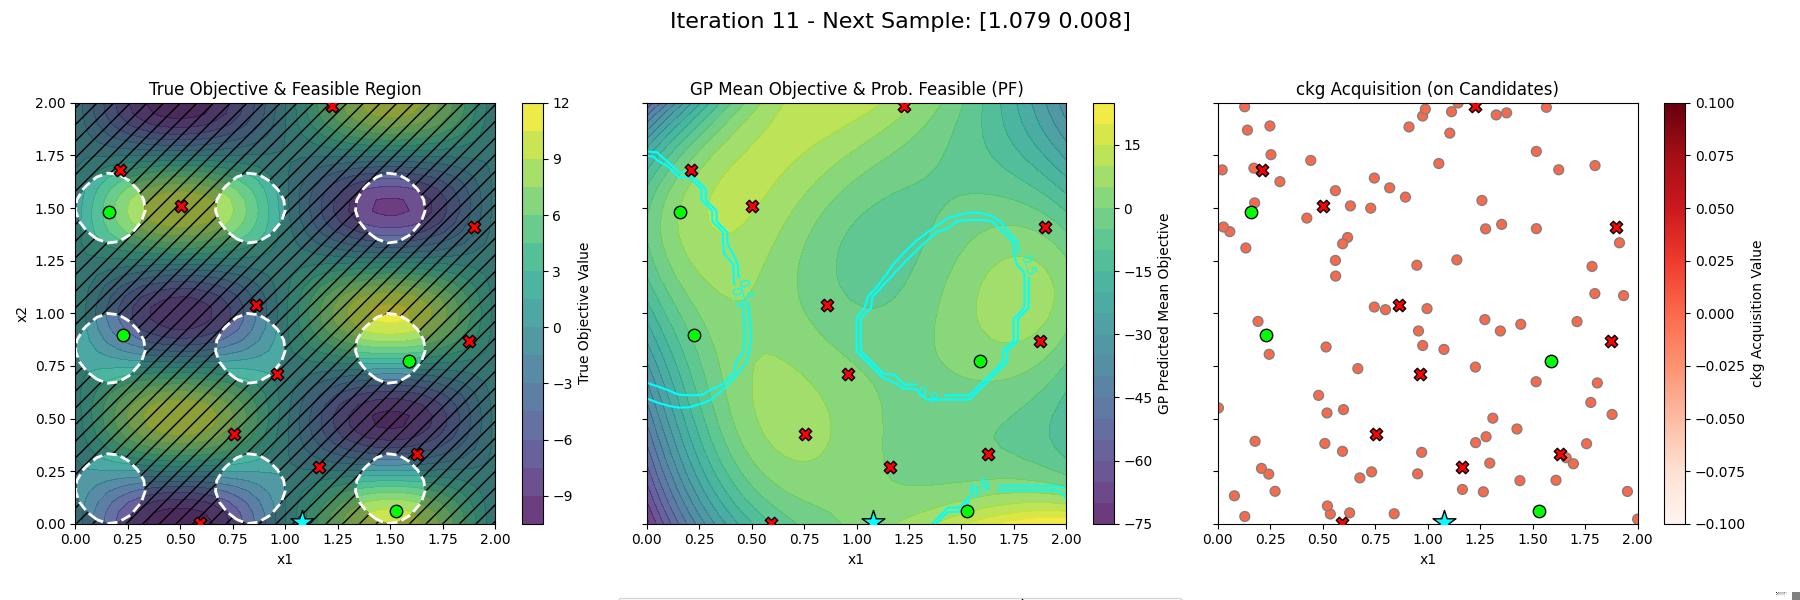 Iteration 11 - Next Sample: [1.079 0.008]
True Objective & Feasible Region
GP Mean Objective & Prob. Feasible (PF)
ckg Acquisition (on Candidates)
2.00
1.75
1.50
1.25
1.00
0.75
0.50
0.25
0.00
x2
0.00 0.25 0.50 0.75 1.00 1.25 1.50 1.75 2.00
x1
12
9
6
3
0
−3
−6
−9
True Objective Value
0.5
0.00 0.25 0.50 0.75 1.00 1.25 1.50 1.75 2.00
x1
15
0
−15
−30
−45
−60
−75
GP Predicted Mean Objective
0.00 0.25 0.50 0.75 1.00 1.25 1.50 1.75 2.00
x1
0.100
0.075
0.050
0.025
0.000
−0.025
−0.050
−0.075
−0.100
ckg Acquisition Value